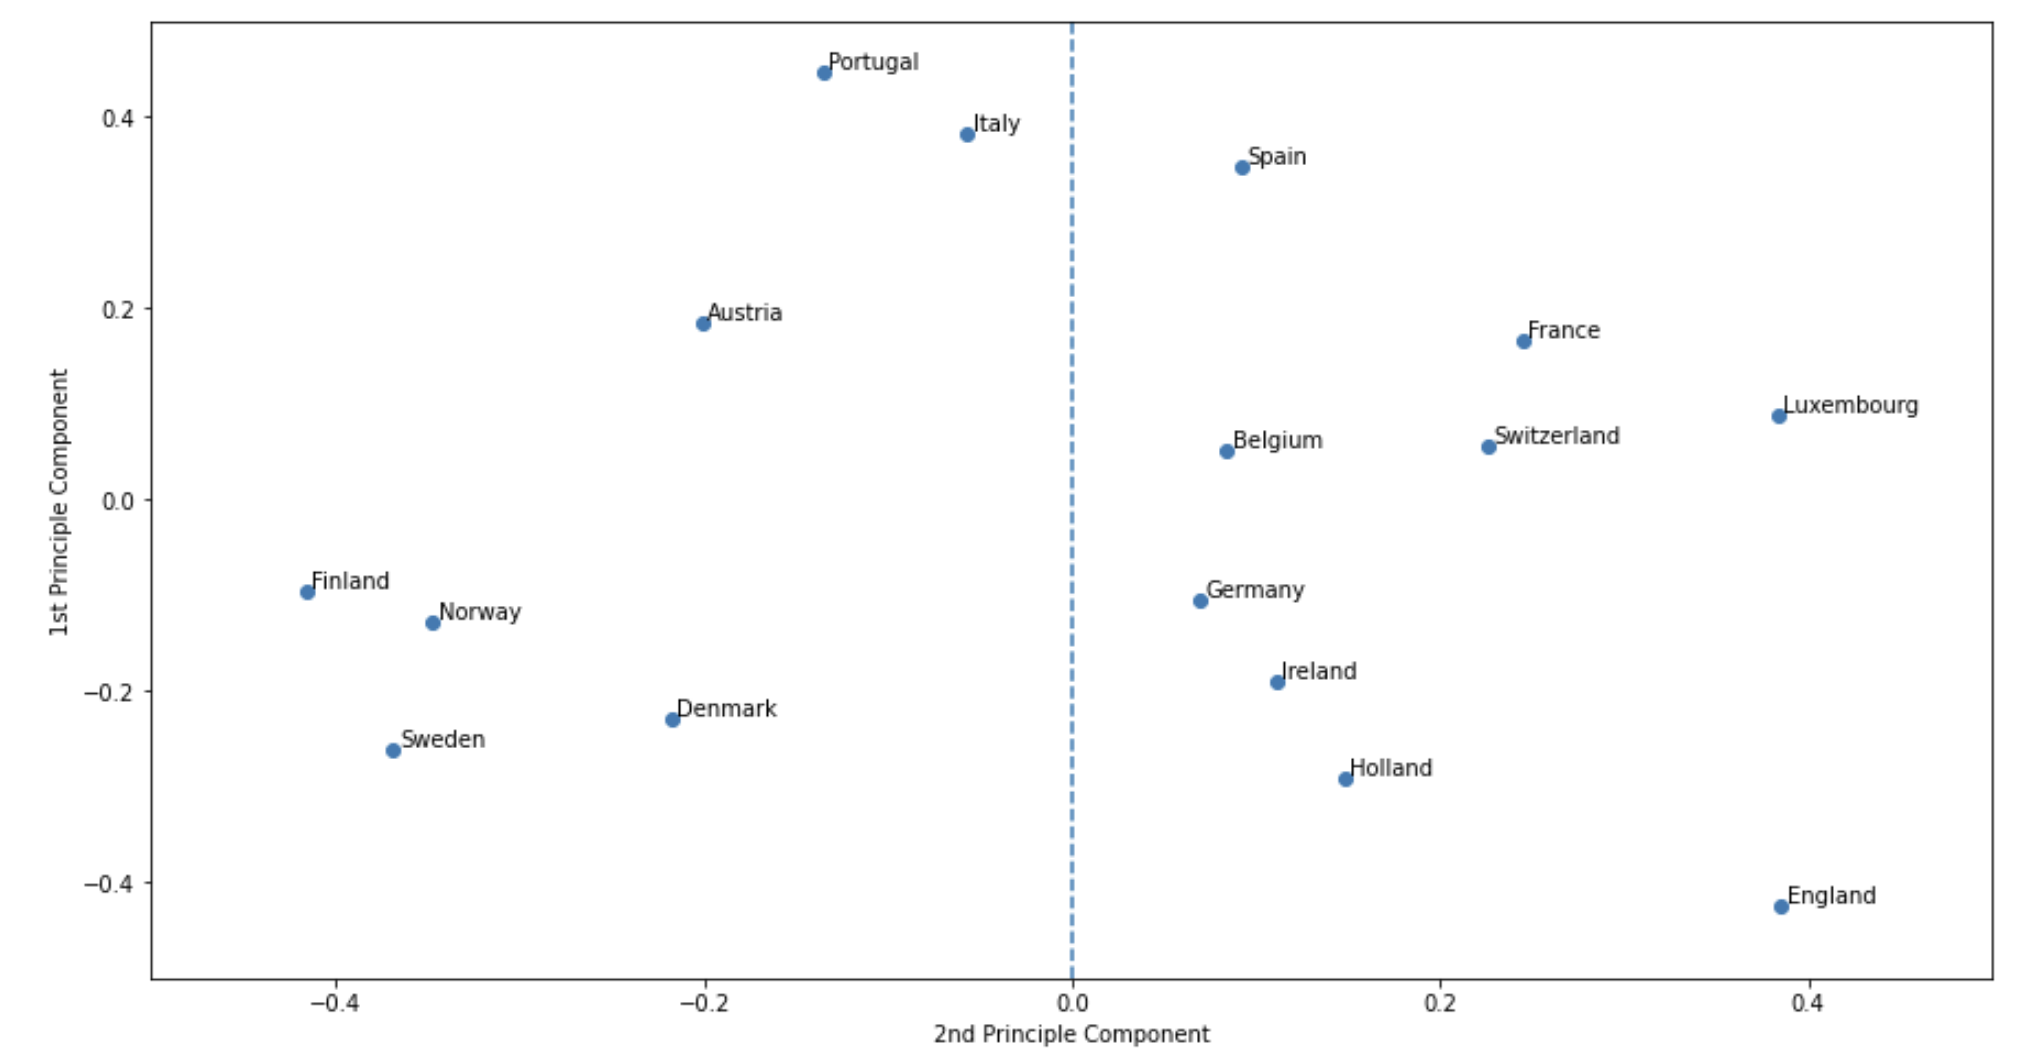 Portugal
0.4
Italy
Spain
0.2
Austria
France
Luxembourg
Switzerland
Belgium
0.0
1st Principle Component
Finland
Germany
Norway
Ireland
−0.2
Denmark
Sweden
Holland
−0.4
England
−0.4 −0.2 0.0 0.2 0.4
2nd Principle Component